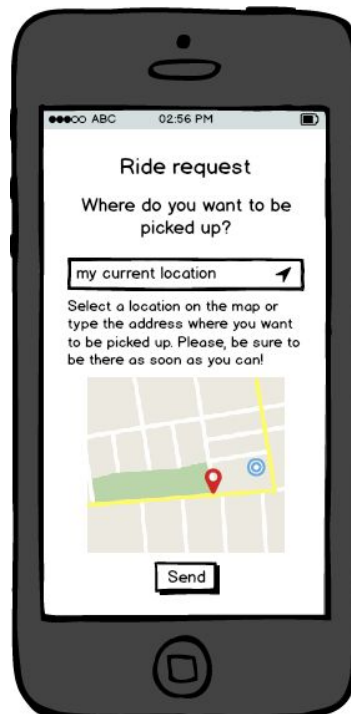 ABC 02:56 PM
Ride request
Where do you want to be
picked up?
my current location
Select a location on the map or
type the address where you want
to be picked up. Please, be sure to
be there as soon as you can!
Send